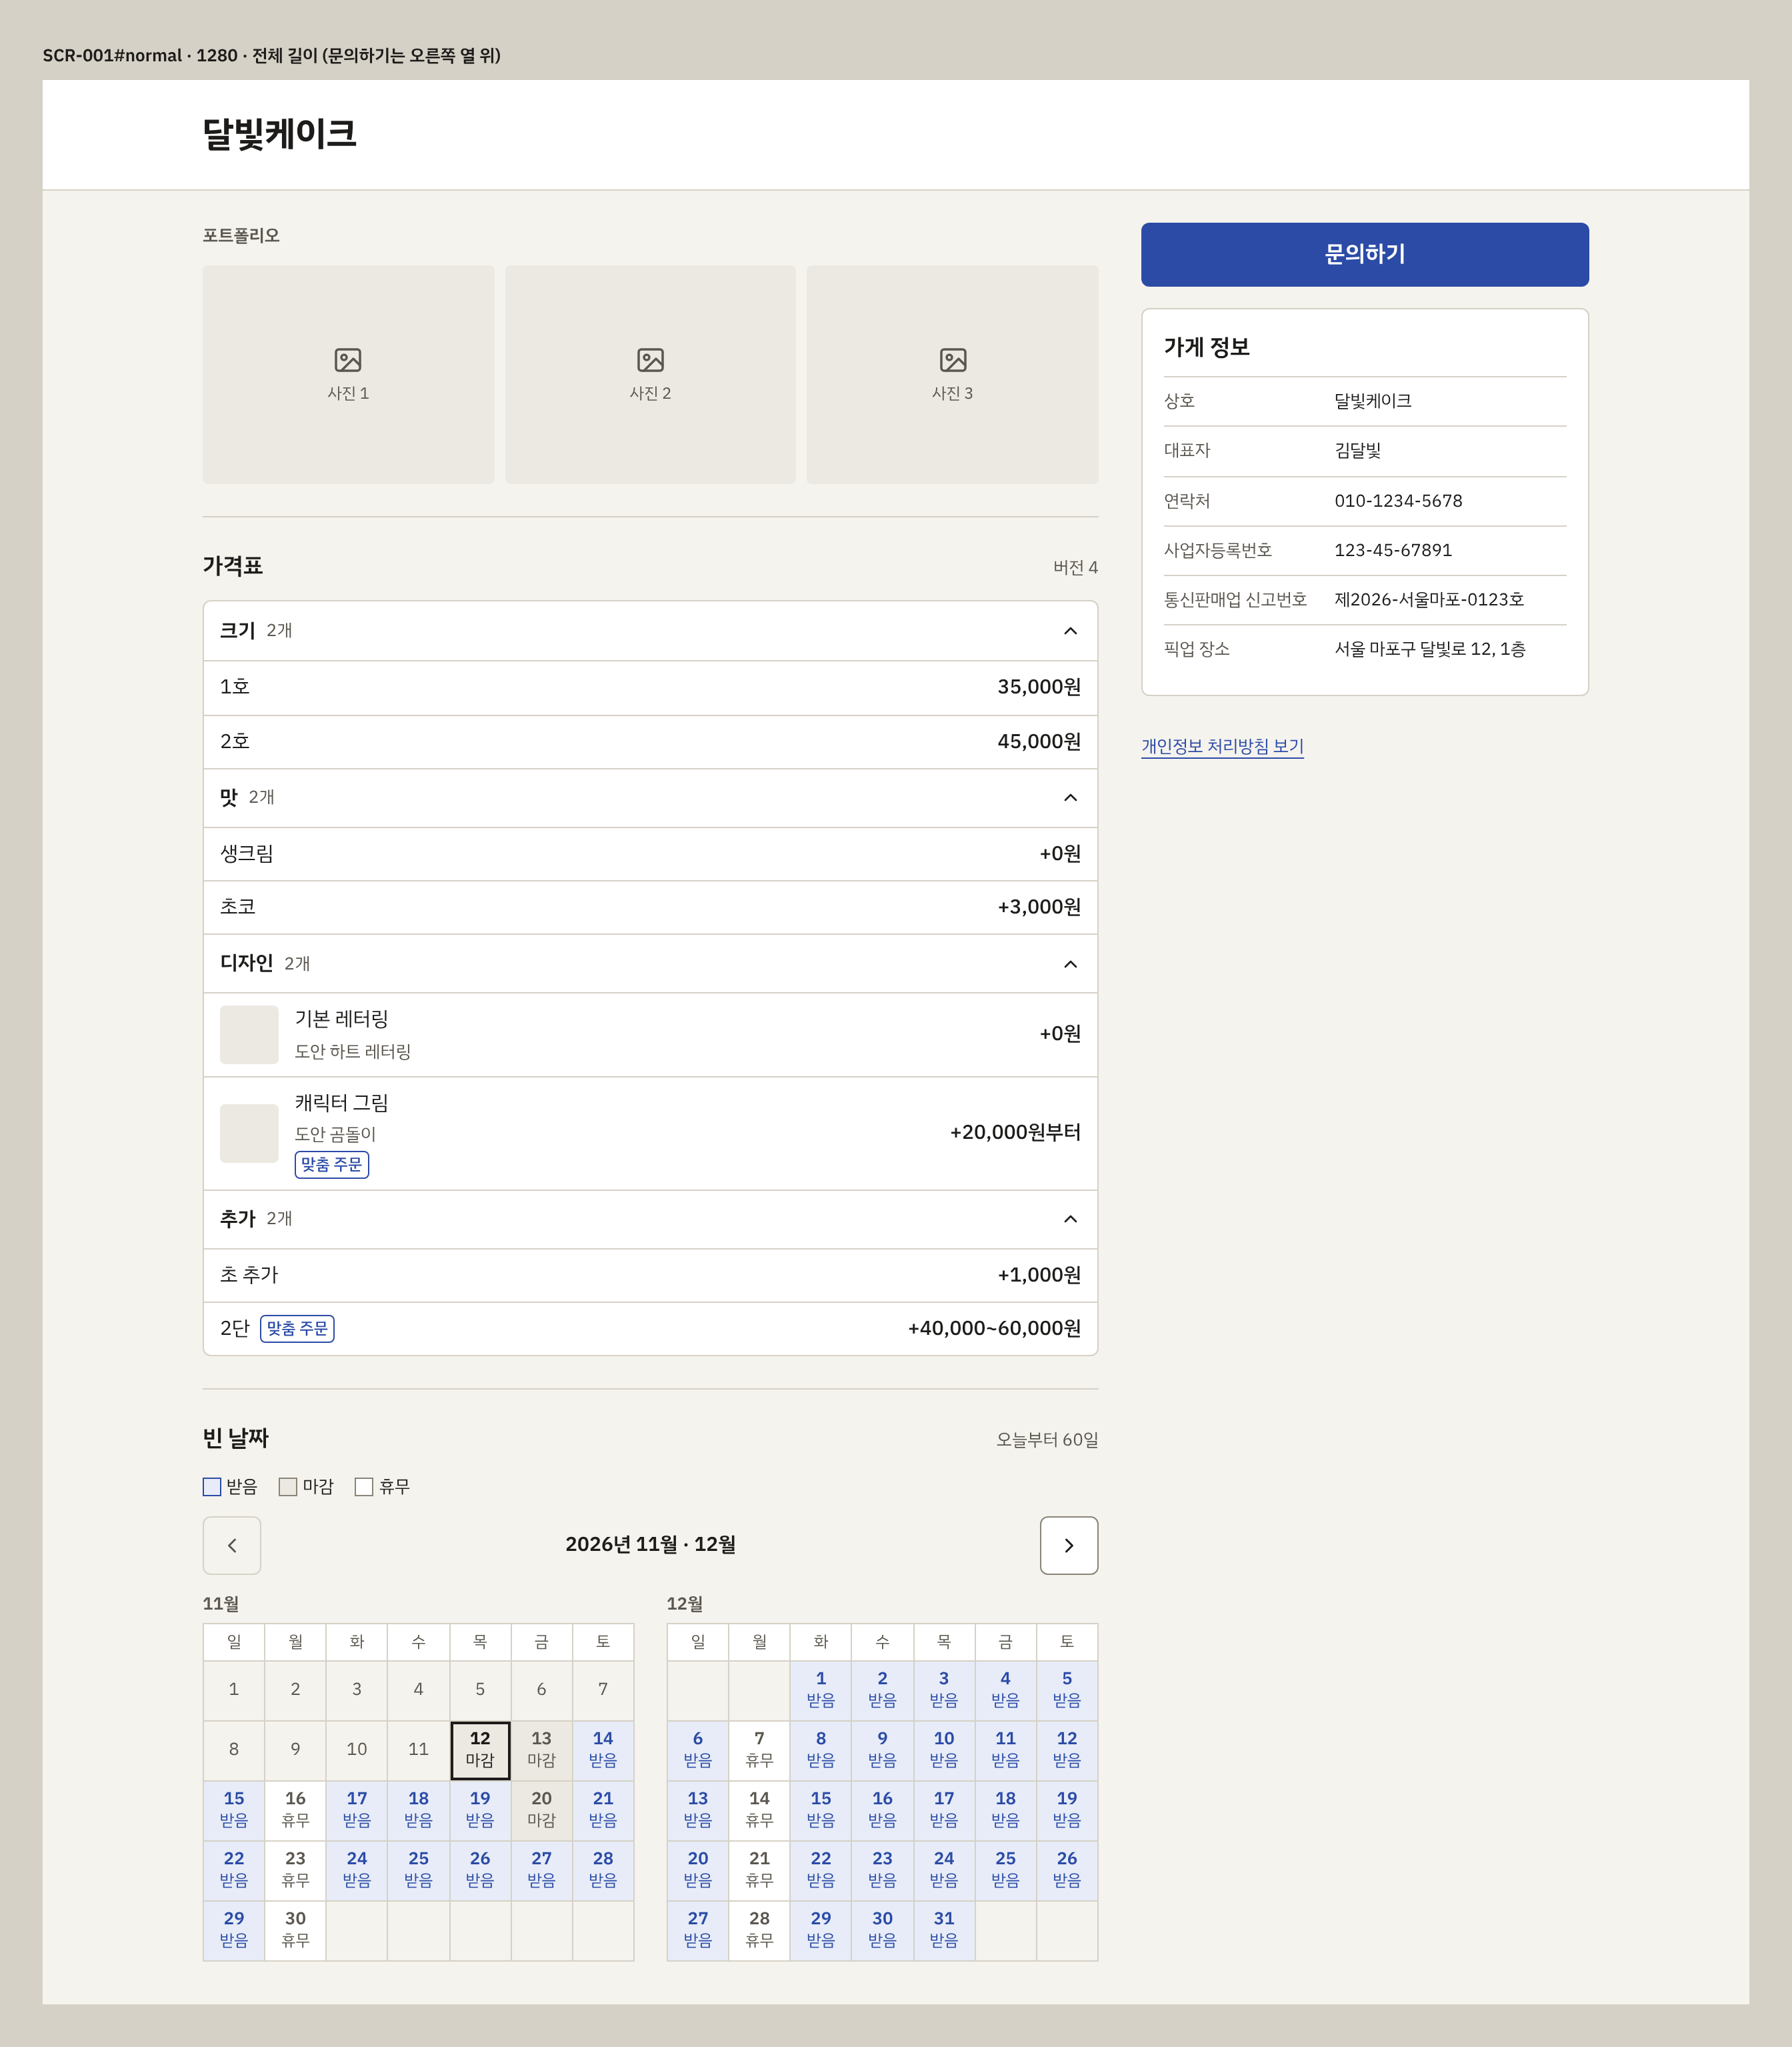 SCR-001#normal · 1280 · 전체 길이 (문의하기는 오른쪽 열 위)
달빛케이크
포트폴리오
사진 1
사진 2
사진 3
가격표
버전 4
크기 2개
1호 35,000원
2호 45,000원
맛 2개
생크림 +0원
초코 +3,000원
디자인 2개
기본 레터링
도안 하트 레터링
+0원
캐릭터 그림
도안 곰돌이
맞춤 주문
+20,000원부터
추가 2개
초 추가 +1,000원
2단 맞춤 주문 +40,000~60,000원
빈 날짜
오늘부터 60일
받음 마감 휴무
2026년 11월 · 12월
11월
일 월 화 수 목 금 토
1 2 3 4 5 6 7
8 9 10 11 12 13 14
마감 마감 받음
15 16 17 18 19 20 21
받음 휴무 받음 받음 받음 마감 받음
22 23 24 25 26 27 28
받음 휴무 받음 받음 받음 받음 받음
29 30
받음 휴무
12월
일 월 화 수 목 금 토
1 2 3 4 5
받음 받음 받음 받음 받음
6 7 8 9 10 11 12
받음 휴무 받음 받음 받음 받음 받음
13 14 15 16 17 18 19
받음 휴무 받음 받음 받음 받음 받음
20 21 22 23 24 25 26
받음 휴무 받음 받음 받음 받음 받음
27 28 29 30 31
받음 휴무 받음 받음 받음
문의하기
가게 정보
상호 달빛케이크
대표자 김달빛
연락처 010-1234-5678
사업자등록번호 123-45-67891
통신판매업 신고번호 제2026-서울마포-0123호
픽업 장소 서울 마포구 달빛로 12, 1층
개인정보 처리방침 보기